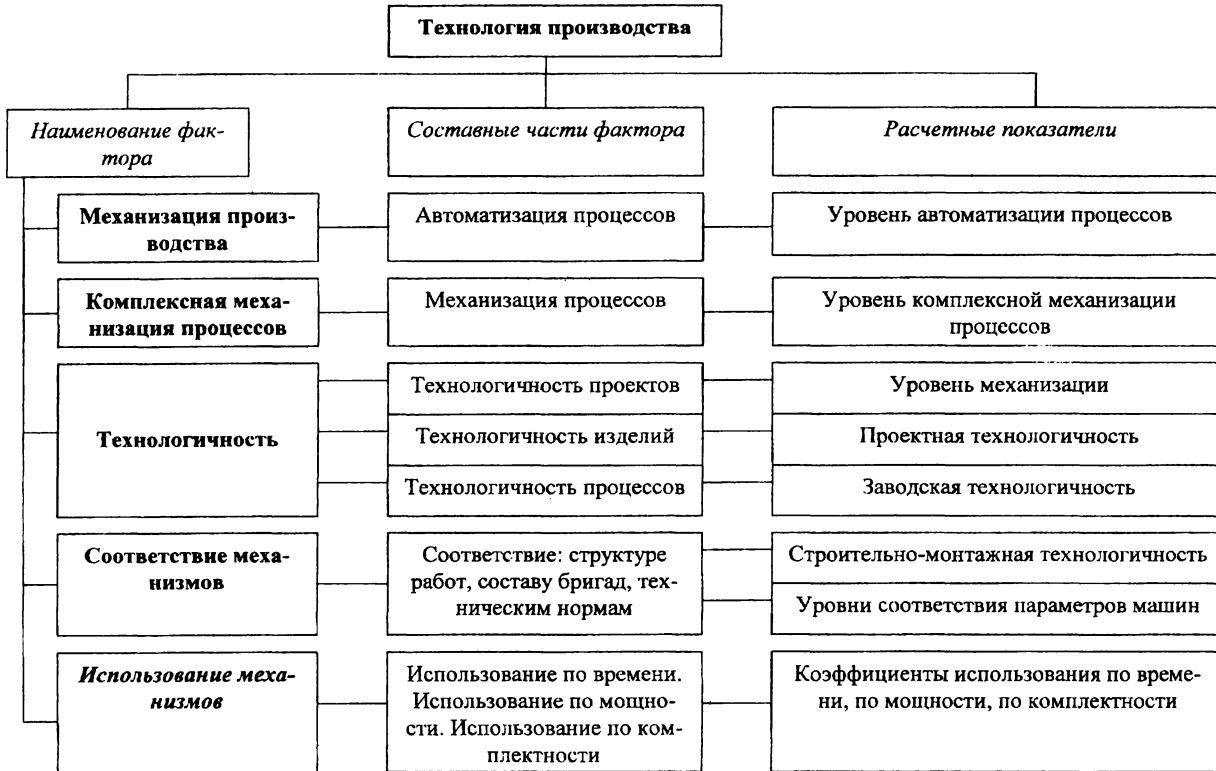 Технология производства
Наименование фак-
тора
Составные части фактора
Расчетные показатели
Механизация произ-
водства
Автоматизация процессов
Уровень автоматизации процессов
Комплексная меха-
низация процессов
Механизация процессов
Уровень комплексной механизации
процессов
Технологичность
Технологичность проектов
Уровень механизации
Технологичность изделий
Проектная технологичность
Технологичность процессов
Заводская технологичность
Соответствие меха-
низмов
Соответствие: структуре
работ, составу бригад, тех-
ническим нормам
Строительно-монтажная технологичность
Уровни соответствия параметров машин
Использование меха-
низмов
Использование по времени.
Использование по мощно-
сти. Использование по ком-
плектности
Коэффициенты использования по време-
ни, по мощности, по комплектности